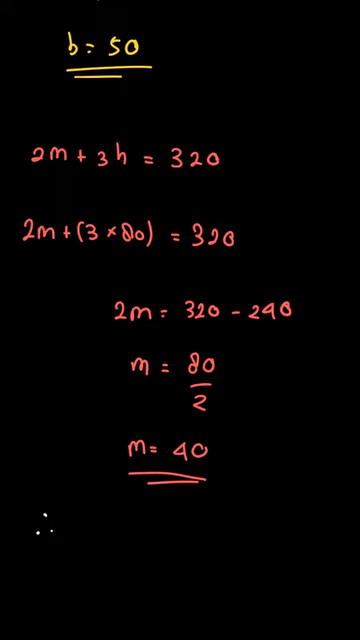 b = 50
2m + 3h = 320
2m + (3 × 80) = 320
2m = 320 - 240
m = 80/2
m = 40
∴